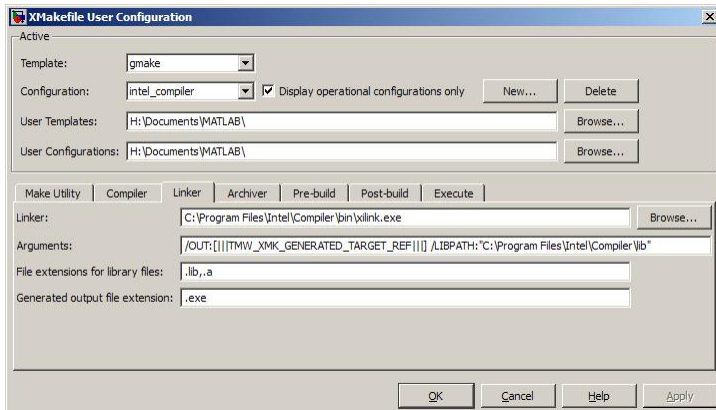 XMakefile User Configuration
Active
Template: gmake
Configuration: intel_compiler Display operational configurations only New... Delete
User Templates: H:\Documents\MATLAB\ Browse...
User Configurations: H:\Documents\MATLAB\ Browse...
Make Utility Compiler Linker Archiver Pre-build Post-build Execute
Linker: C:\Program Files\Intel\Compiler\bin\xilink.exe Browse...
Arguments: /OUT:[|||TMW_XMK_GENERATED_TARGET_REF|||] /LIBPATH:"C:\Program Files\Intel\Compiler\lib"
File extensions for library files: .lib,.a
Generated output file extension: .exe
OK Cancel Help Apply